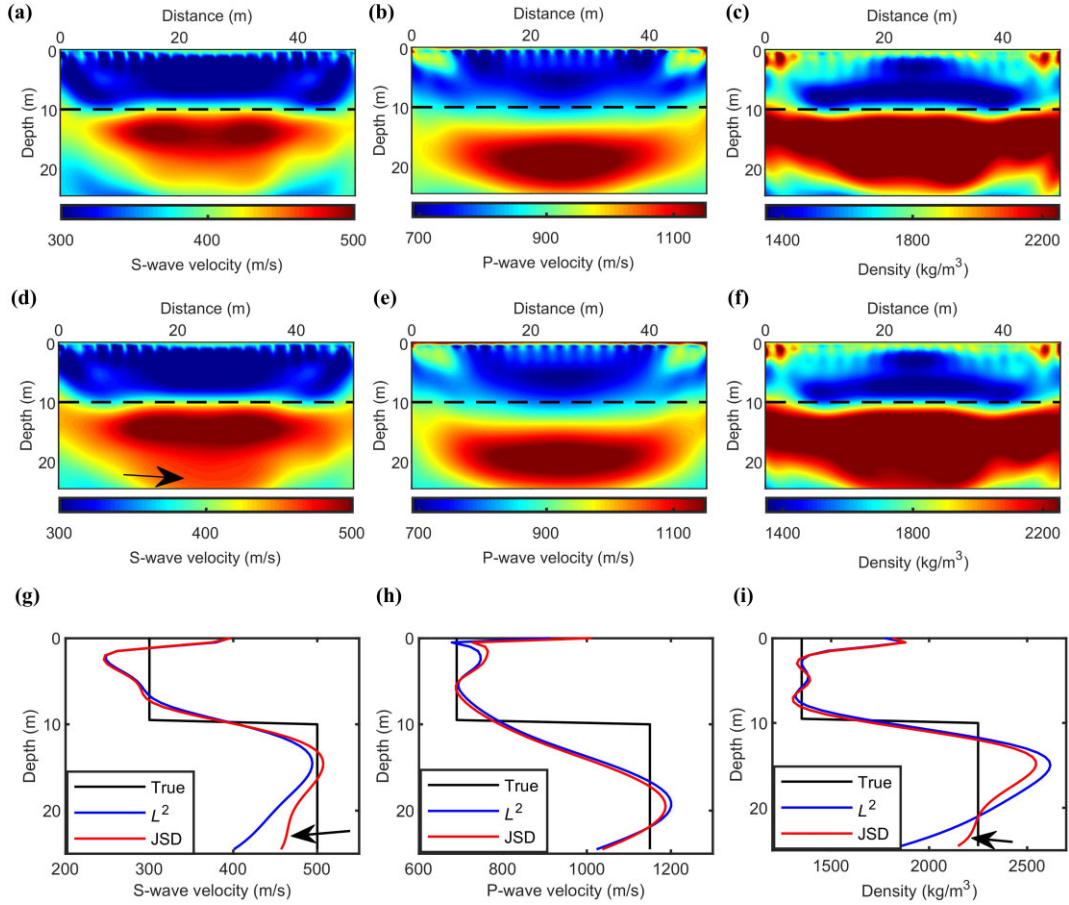 (a) (b) (c)
Distance (m) Distance (m) Distance (m)
0 20 40 0 20 40 0 20 40
0 0 0
Depth (m) Depth (m) Depth (m)
10 10 10
20 20 20
300 400 500 700 900 1100 1400 1800 2200
S-wave velocity (m/s) P-wave velocity (m/s) Density (kg/m³)
(d) (e) (f)
Distance (m) Distance (m) Distance (m)
0 20 40 0 20 40 0 20 40
0 0 0
Depth (m) Depth (m) Depth (m)
10 10 10
20 20 20
300 400 500 700 900 1100 1400 1800 2200
S-wave velocity (m/s) P-wave velocity (m/s) Density (kg/m³)
(g) (h) (i)
0 0 0
Depth (m) Depth (m) Depth (m)
10 10 10
True True True
L² L² L²
20 20 20
JSD JSD JSD
200 300 400 500 600 800 1000 1200 1500 2000 2500
S-wave velocity (m/s) P-wave velocity (m/s) Density (kg/m³)